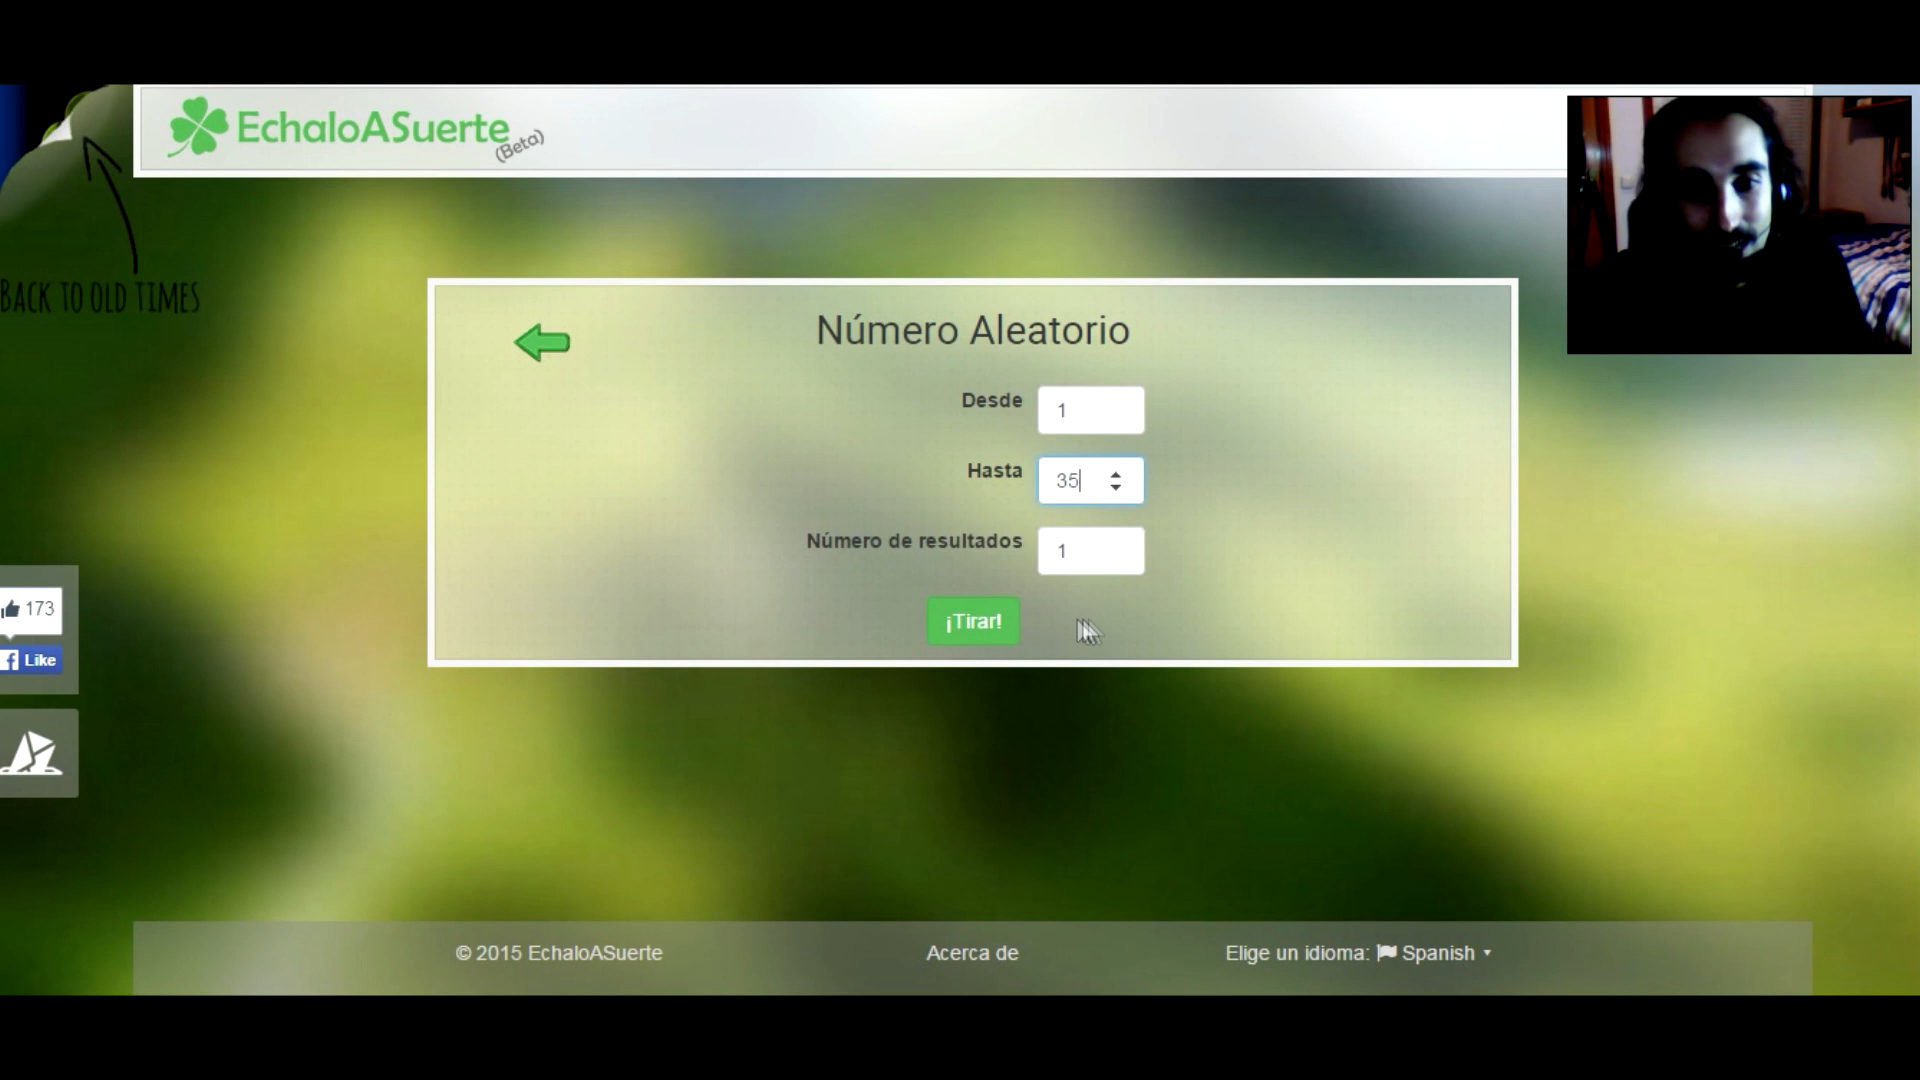 EchaloASuerte
(Beta)
BACK TO OLD TIMES
Número Aleatorio
Desde 1
Hasta 35
Número de resultados 1
¡Tirar!
173
Like
© 2015 EchaloASuerte
Acerca de
Elige un idioma: Spanish